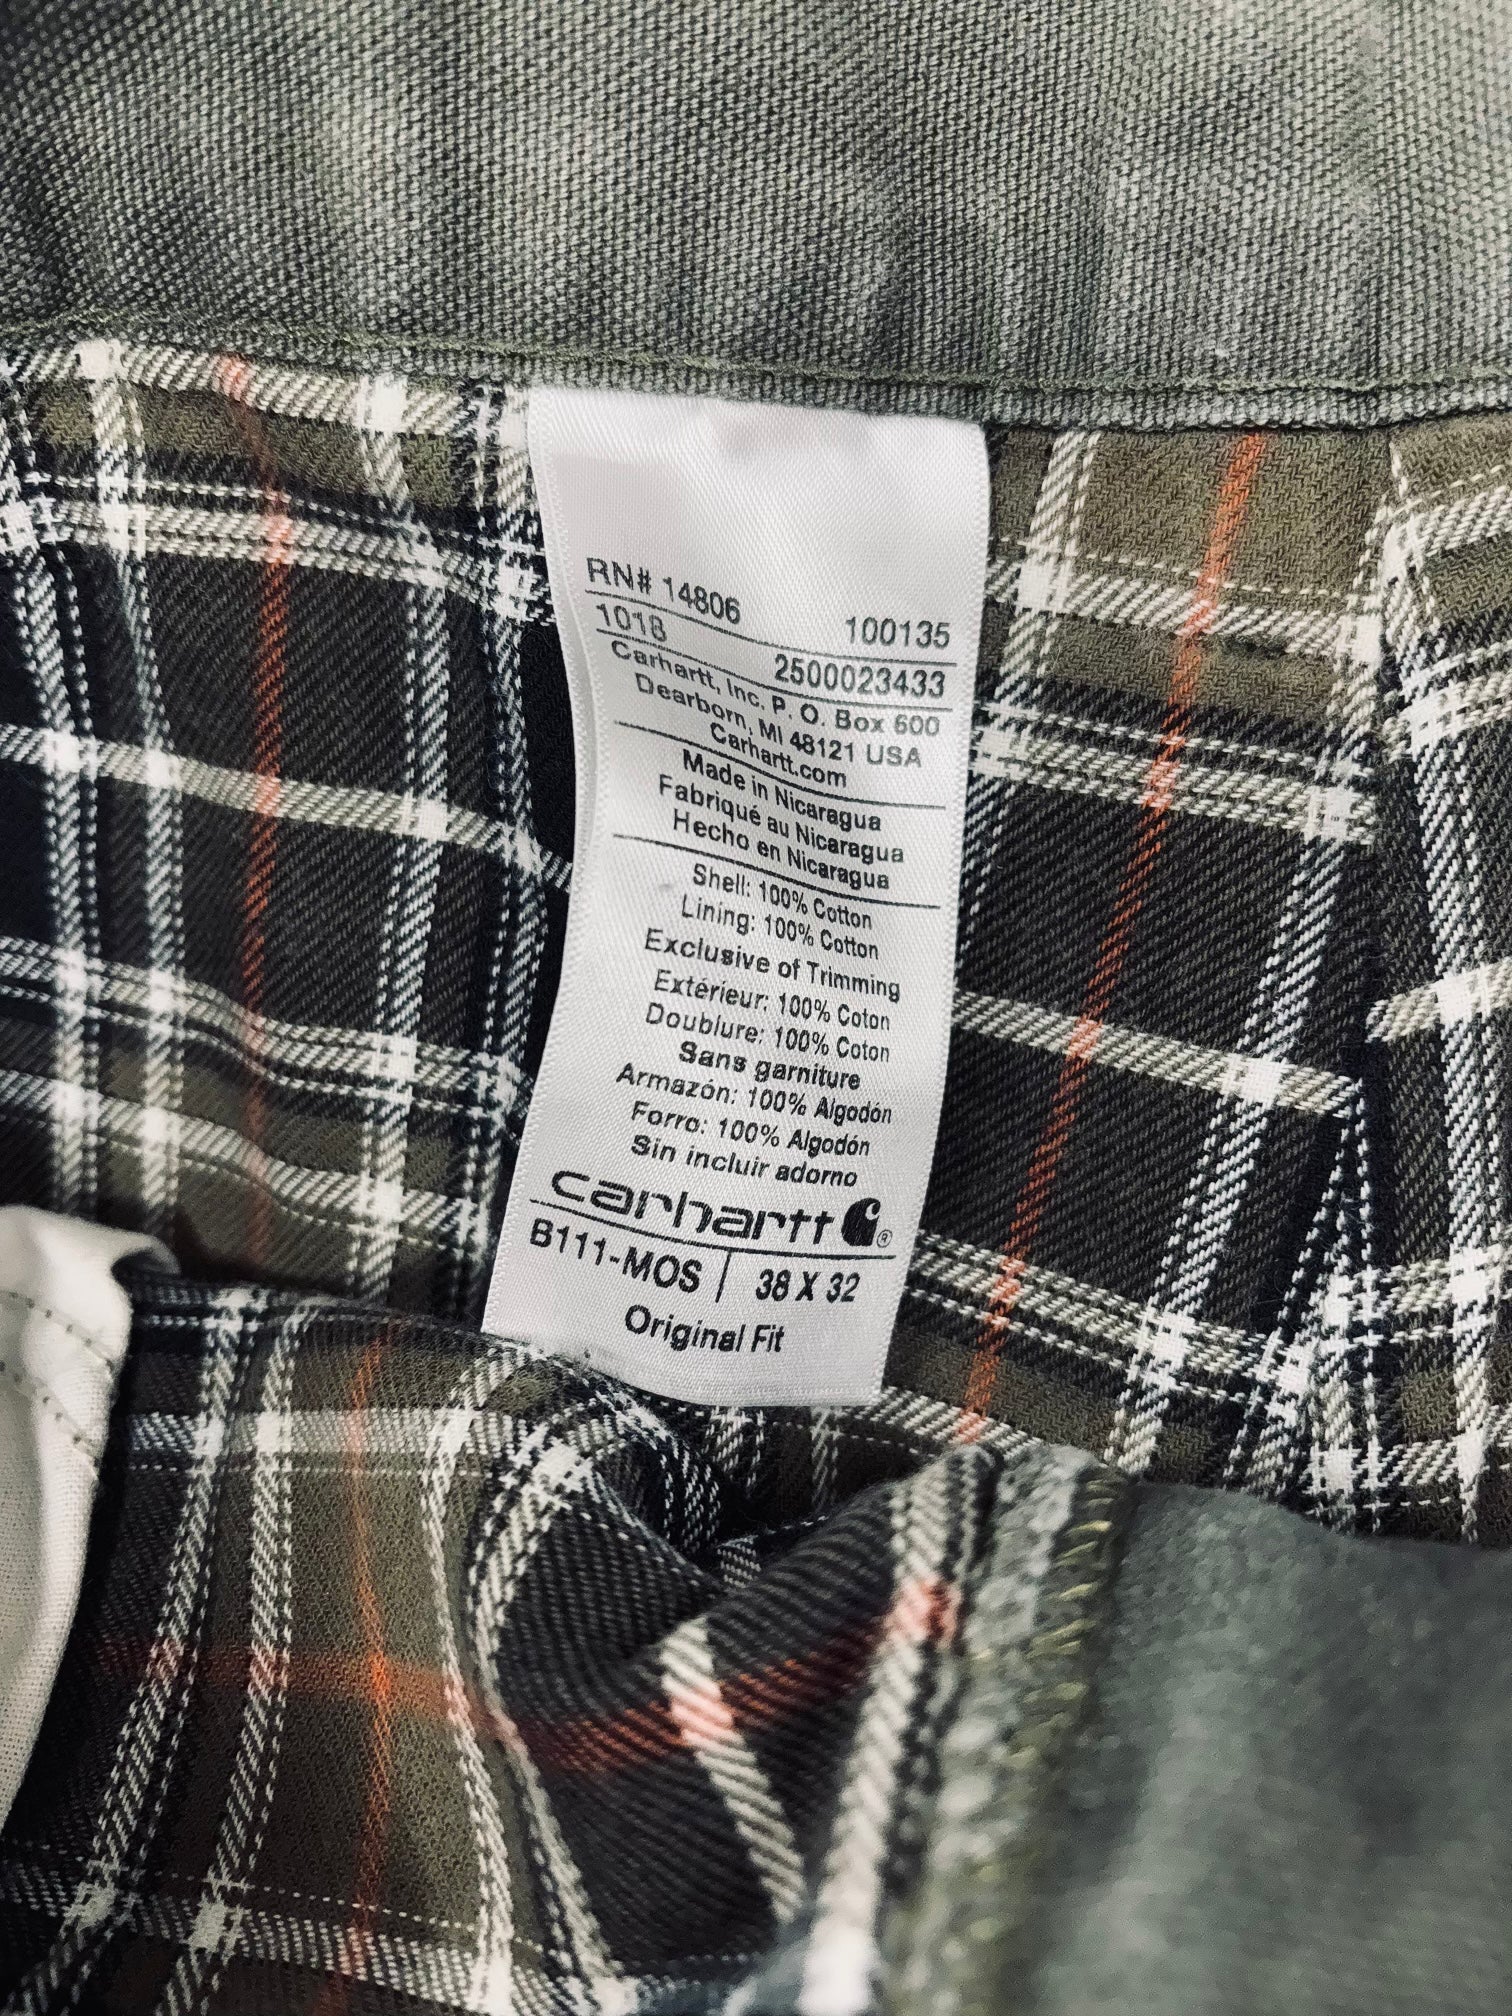 RN# 14806 100135
1018 2500023433
Carhartt, Inc. P. O. Box 600
Dearborn, MI 48121 USA
Carhartt.com
Made in Nicaragua
Fabriqué au Nicaragua
Hecho en Nicaragua
Shell: 100% Cotton
Lining: 100% Cotton
Exclusive of Trimming
Extérieur: 100% Coton
Doublure: 100% Coton
Sans garniture
Armazón: 100% Algodón
Forro: 100% Algodón
Sin incluir adorno
carhartt ®
B111-MOS | 38 X 32
Original Fit